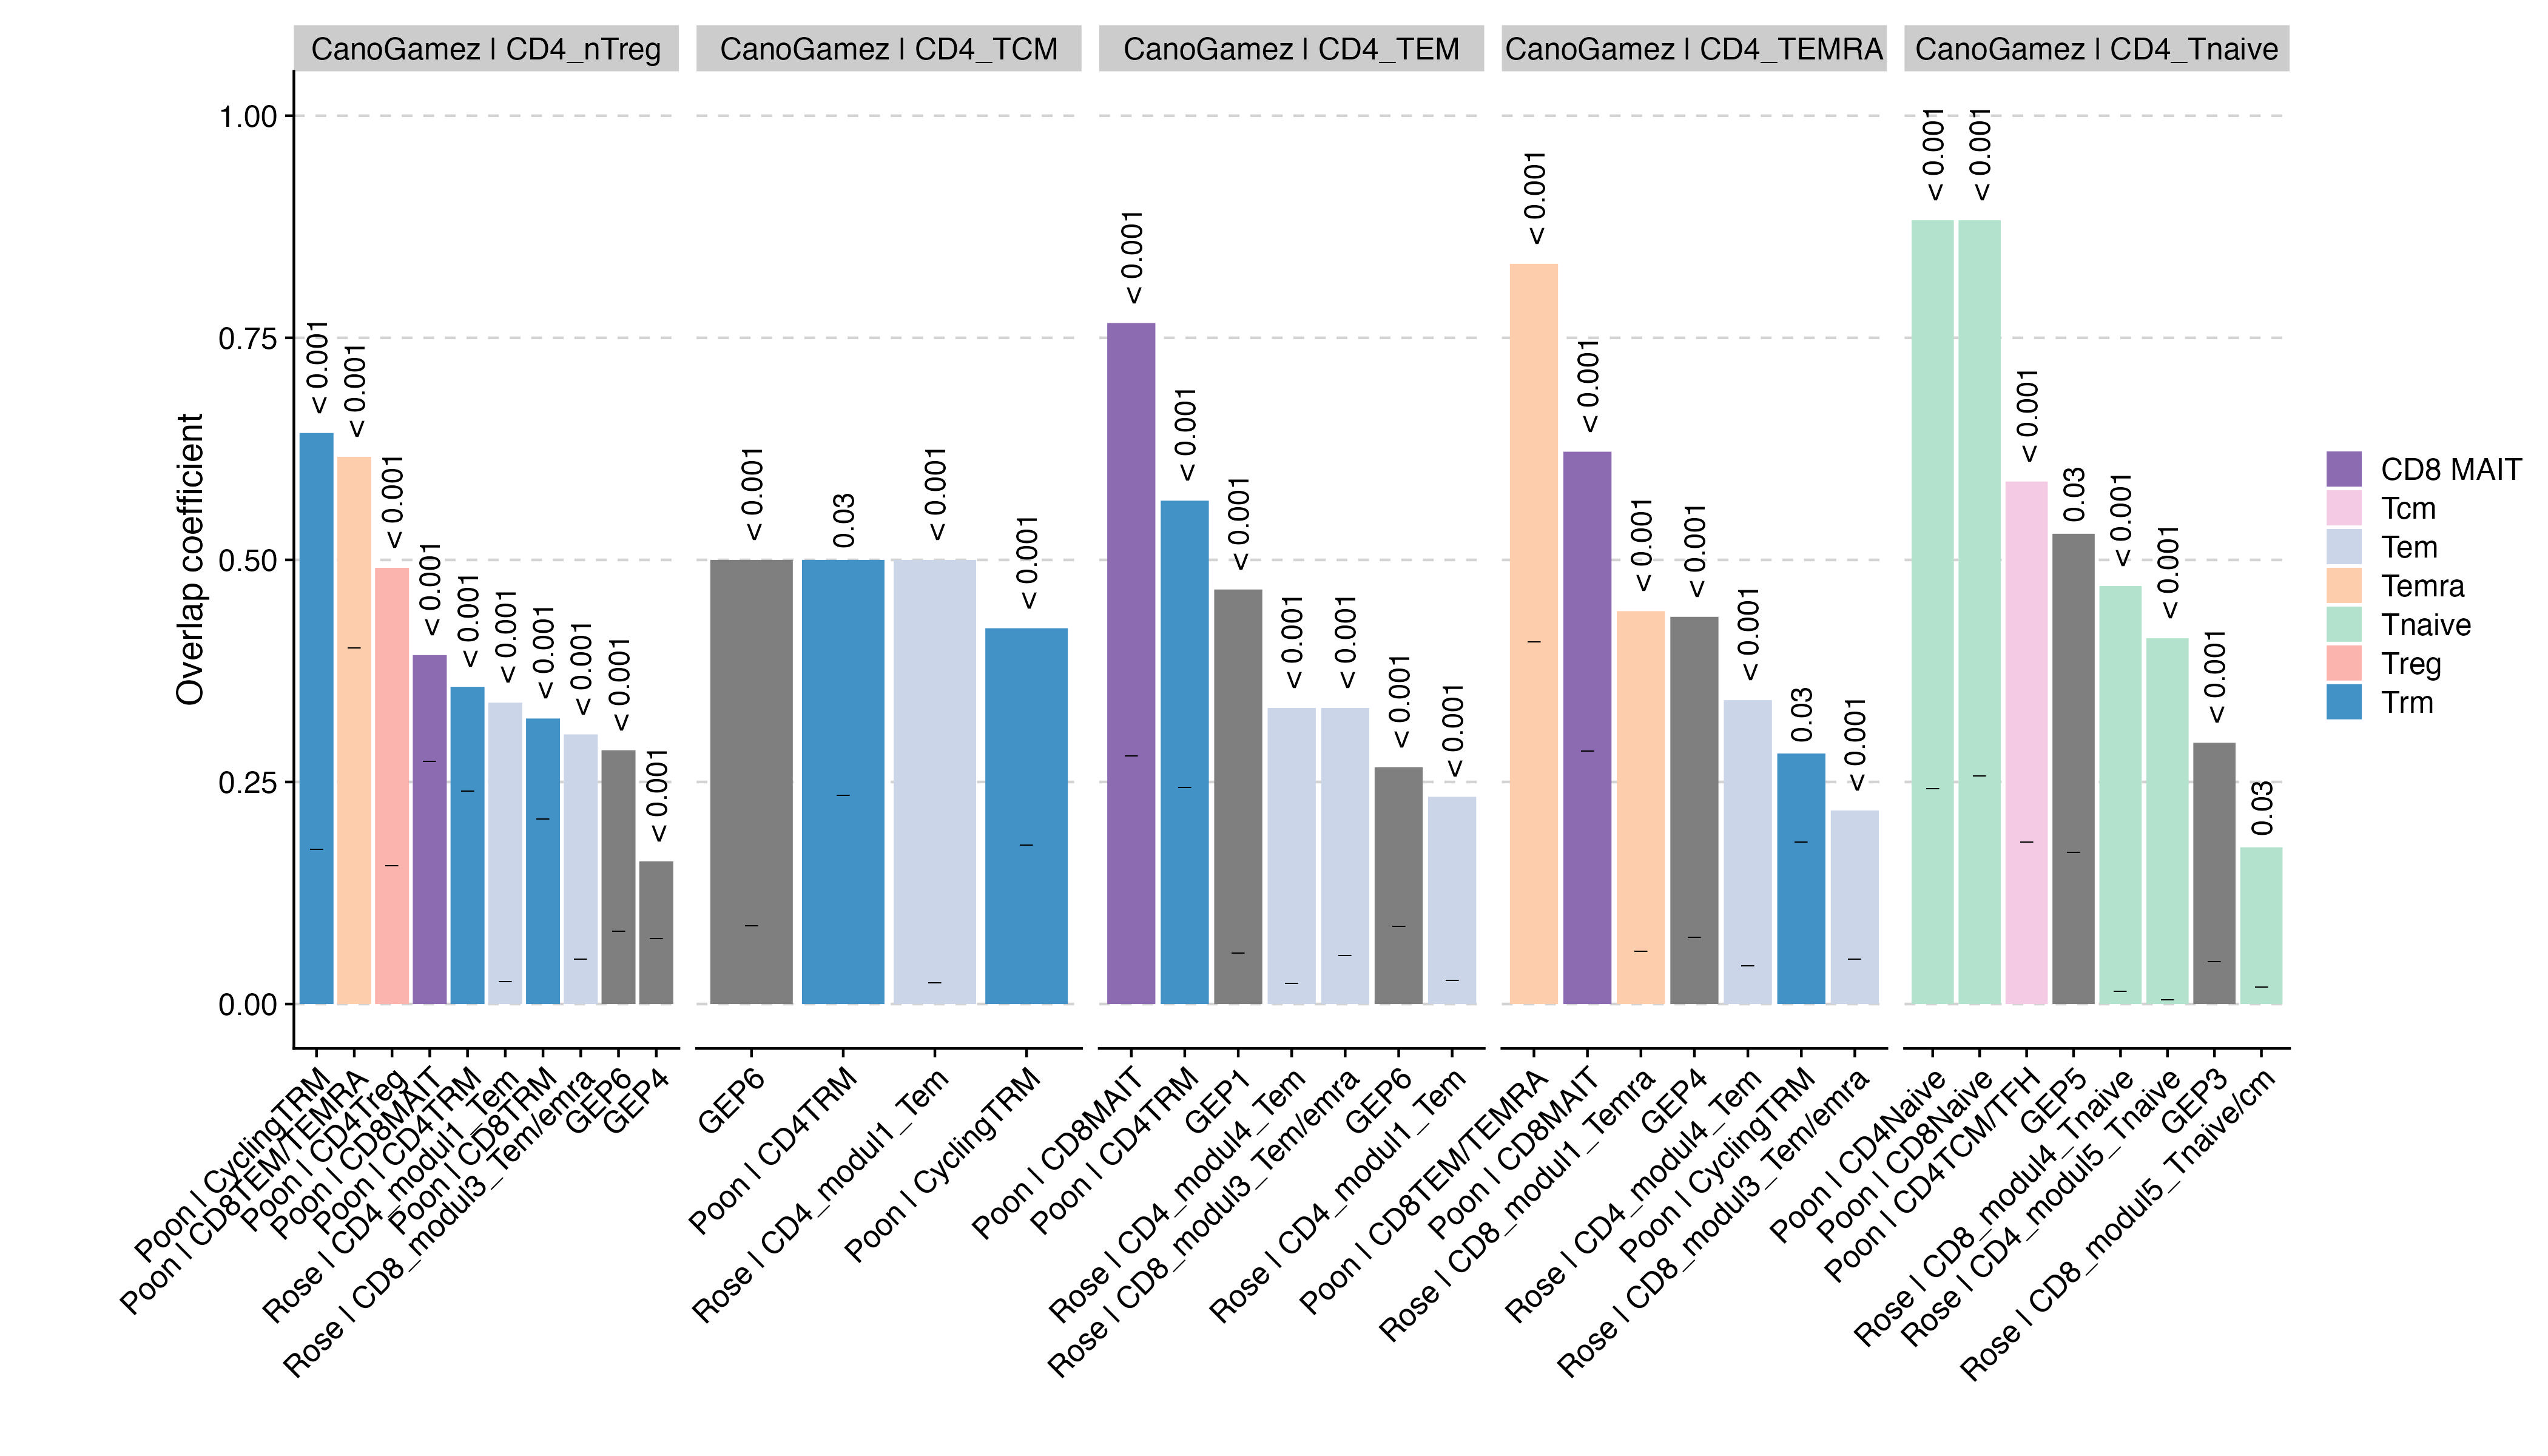 CanoGamez | CD4_nTreg
CanoGamez | CD4_TCM
CanoGamez | CD4_TEM
CanoGamez | CD4_TEMRA
CanoGamez | CD4_Tnaive
Overlap coefficient
1.00
0.75
0.50
0.25
0.00
< 0.001
< 0.001
< 0.001
< 0.001
< 0.001
< 0.001
< 0.001
< 0.001
< 0.001
< 0.001
< 0.001
0.03
< 0.001
< 0.001
< 0.001
< 0.001
< 0.001
< 0.001
< 0.001
< 0.001
< 0.001
< 0.001
< 0.001
< 0.001
< 0.001
< 0.001
0.03
< 0.001
< 0.001
< 0.001
< 0.001
0.03
< 0.001
< 0.001
< 0.001
0.03
Poon | CyclingTRM
Poon | CD8TEM/TEMRA
Poon | CD4Treg
Poon | CD8MAIT
Poon | CD4TRM
Rose | CD4_modul1_Tem
Poon | CD8TRM
Rose | CD8_modul3_Tem/emra
GEP6
GEP4
GEP6
Poon | CD4TRM
Rose | CD4_modul1_Tem
Poon | CyclingTRM
Poon | CD8MAIT
Poon | CD4TRM
GEP1
Rose | CD4_modul4_Tem
Rose | CD8_modul3_Tem/emra
GEP6
Rose | CD4_modul1_Tem
Poon | CD8TEM/TEMRA
Poon | CD8MAIT
Rose | CD8_modul1_Temra
GEP4
Rose | CD4_modul4_Tem
Poon | CyclingTRM
Rose | CD8_modul3_Tem/emra
Poon | CD4Naive
Poon | CD8Naive
Poon | CD4TCM/TFH
GEP5
Rose | CD8_modul4_Tnaive
Rose | CD4_modul5_Tnaive
GEP3
Rose | CD8_modul5_Tnaive/cm
CD8 MAIT
Tcm
Tem
Temra
Tnaive
Treg
Trm